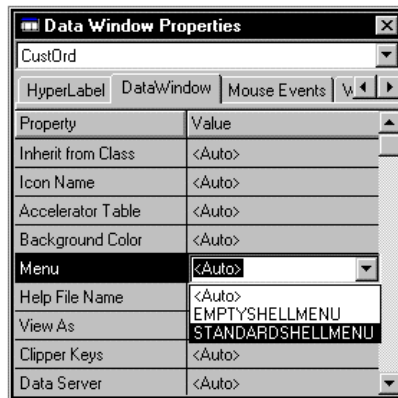 Data Window Properties
CustOrd
HyperLabel DataWindow Mouse Events
Property Value
Inherit from Class <Auto>
Icon Name <Auto>
Accelerator Table <Auto>
Background Color <Auto>
Menu <Auto>
Help File Name <Auto>
EMPTYSHELLMENU
View As STANDARDSHELLMENU
Clipper Keys <Auto>
Data Server <Auto>